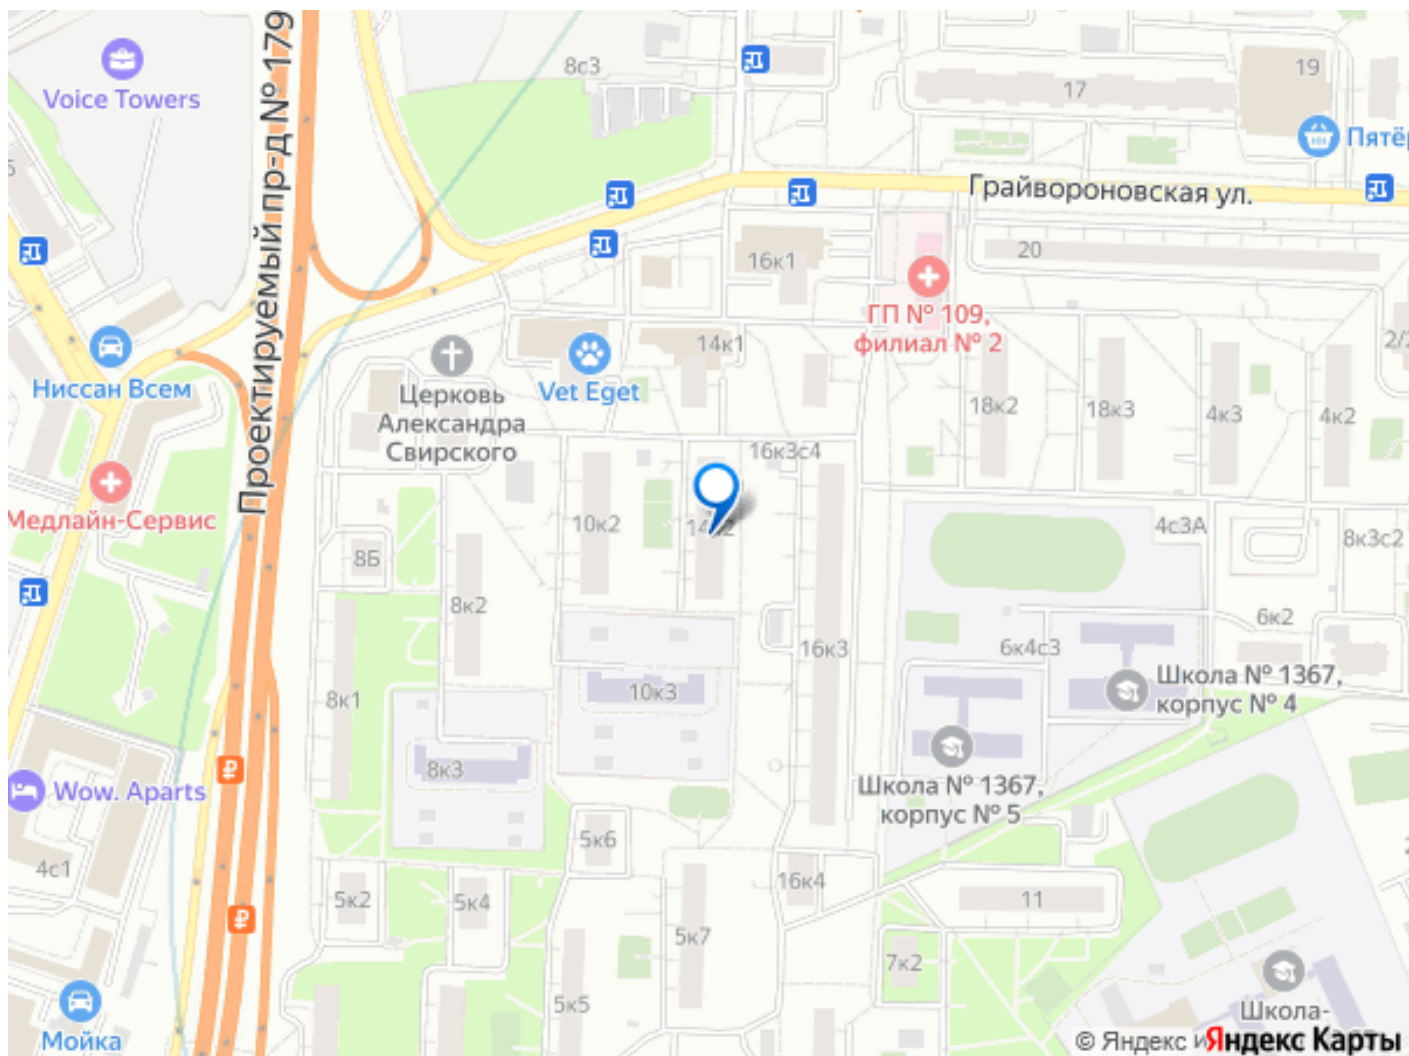 Проектируемый пр-д № 179
Voice Towers
8с3
17
19
Пятёр
Грайвороновская ул.
20
16к1
ГП № 109,
филиал № 2
14к1
Ниссан Всем
Церковь
Александра
Свирского
Vet Eget
18к2
18к3
4к3
4к2
2/2
16к3с4
Медлайн-Сервис
10к2
14к2
4с3А
8к3с2
8Б
8к2
6к2
6к4с3
16к3
Школа № 1367,
корпус № 4
8к1
10к3
8к3
Школа № 1367,
корпус № 5
Wow. Aparts
4с1
5к6
5к2
5к4
16к4
11
5к7
7к2
5к5
Школа-
Мойка
© Яндекс и
Яндекс Карты